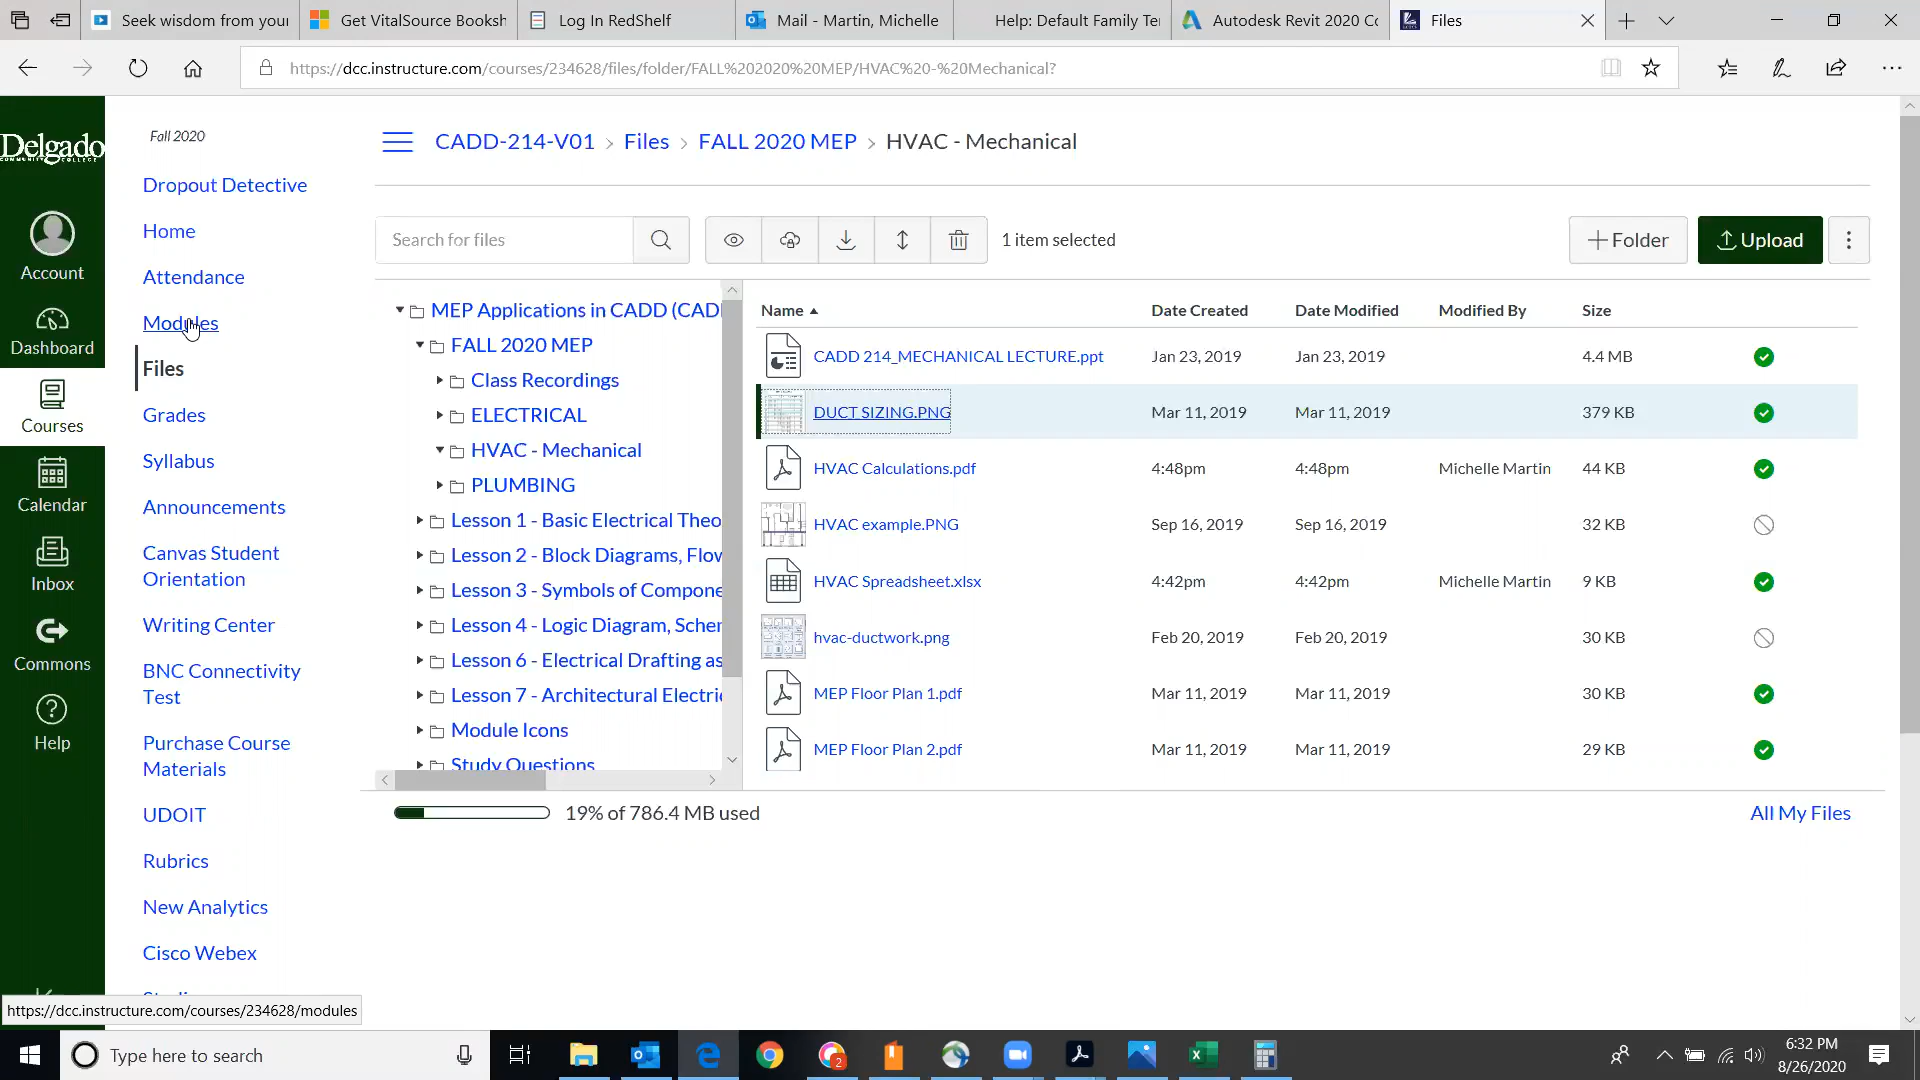 Seek wisdom from your
Get VitalSource Booksh
Log In RedShelf
Mail - Martin, Michelle
Help: Default Family Te
Autodesk Revit 2020 Co
Files
https://dcc.instructure.com/courses/234628/files/folder/FALL%202020%20MEP/HVAC%20-%20Mechanical?
Delgado
COMMUNITY COLLEGE
Account
Dashboard
Courses
Calendar
Inbox
Commons
Help
Fall 2020
Dropout Detective
Home
Attendance
Modules
Files
Grades
Syllabus
Announcements
Canvas Student
Orientation
Writing Center
BNC Connectivity
Test
Purchase Course
Materials
UDOIT
Rubrics
New Analytics
Cisco Webex
https://dcc.instructure.com/courses/234628/modules
CADD-214-V01 > Files > FALL 2020 MEP > HVAC - Mechanical
Search for files
1 item selected
+ Folder
Upload
MEP Applications in CADD (CADD
FALL 2020 MEP
Class Recordings
ELECTRICAL
HVAC - Mechanical
PLUMBING
Lesson 1 - Basic Electrical Theo
Lesson 2 - Block Diagrams, Flow
Lesson 3 - Symbols of Compone
Lesson 4 - Logic Diagram, Schem
Lesson 6 - Electrical Drafting as
Lesson 7 - Architectural Electric
Module Icons
Study Questions
Name Date Created Date Modified Modified By Size
CADD 214_MECHANICAL LECTURE.ppt Jan 23, 2019 Jan 23, 2019 4.4 MB
DUCT SIZING.PNG Mar 11, 2019 Mar 11, 2019 379 KB
HVAC Calculations.pdf 4:48pm 4:48pm Michelle Martin 44 KB
HVAC example.PNG Sep 16, 2019 Sep 16, 2019 32 KB
HVAC Spreadsheet.xlsx 4:42pm 4:42pm Michelle Martin 9 KB
hvac-ductwork.png Feb 20, 2019 Feb 20, 2019 30 KB
MEP Floor Plan 1.pdf Mar 11, 2019 Mar 11, 2019 30 KB
MEP Floor Plan 2.pdf Mar 11, 2019 Mar 11, 2019 29 KB
19% of 786.4 MB used
All My Files
Type here to search
2
6:32 PM
8/26/2020